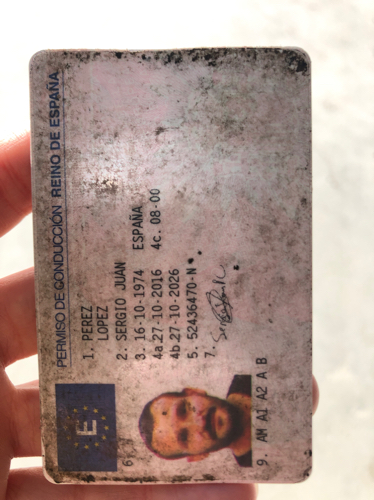 PERMISO DE CONDUCCIÓN REINO DE ESPAÑA
1. PEREZ
LOPEZ
2. SERGIO JUAN
3. 16-10-1974 ESPAÑA
4a.27-10-2016 4c. 08-00
4b.27-10-2026
5. 52436470-N
7.
6
E
9. AM A1 A2 A B